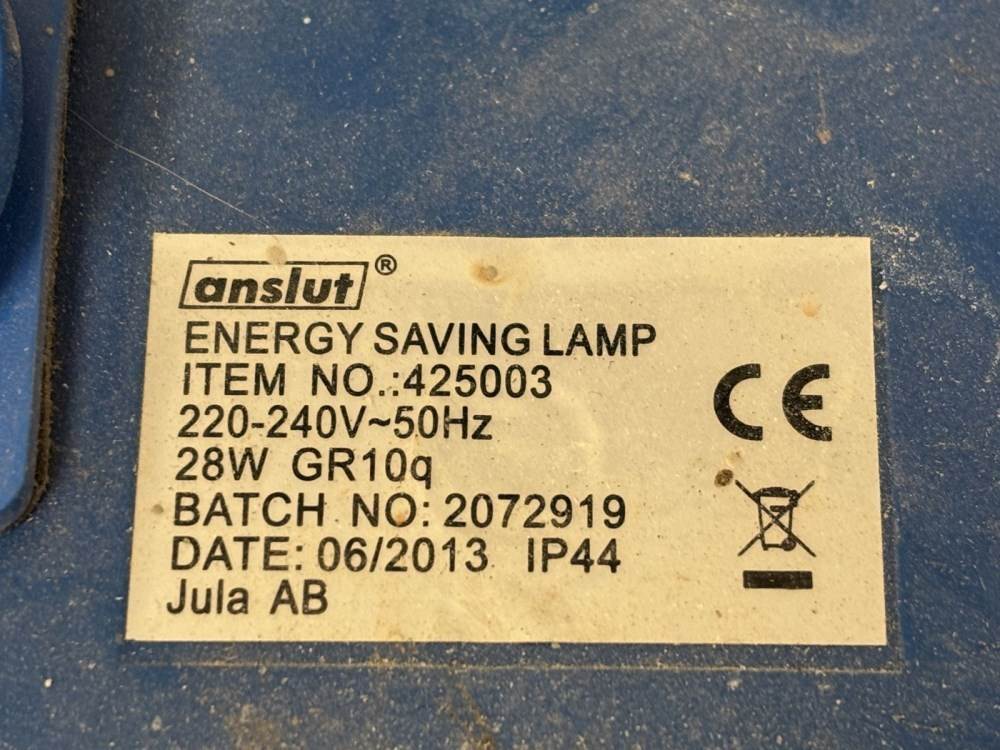 anslut®
ENERGY SAVING LAMP
ITEM NO.:425003
220-240V~50Hz
28W GR10q
BATCH NO: 2072919
DATE: 06/2013 IP44
Jula AB
CE